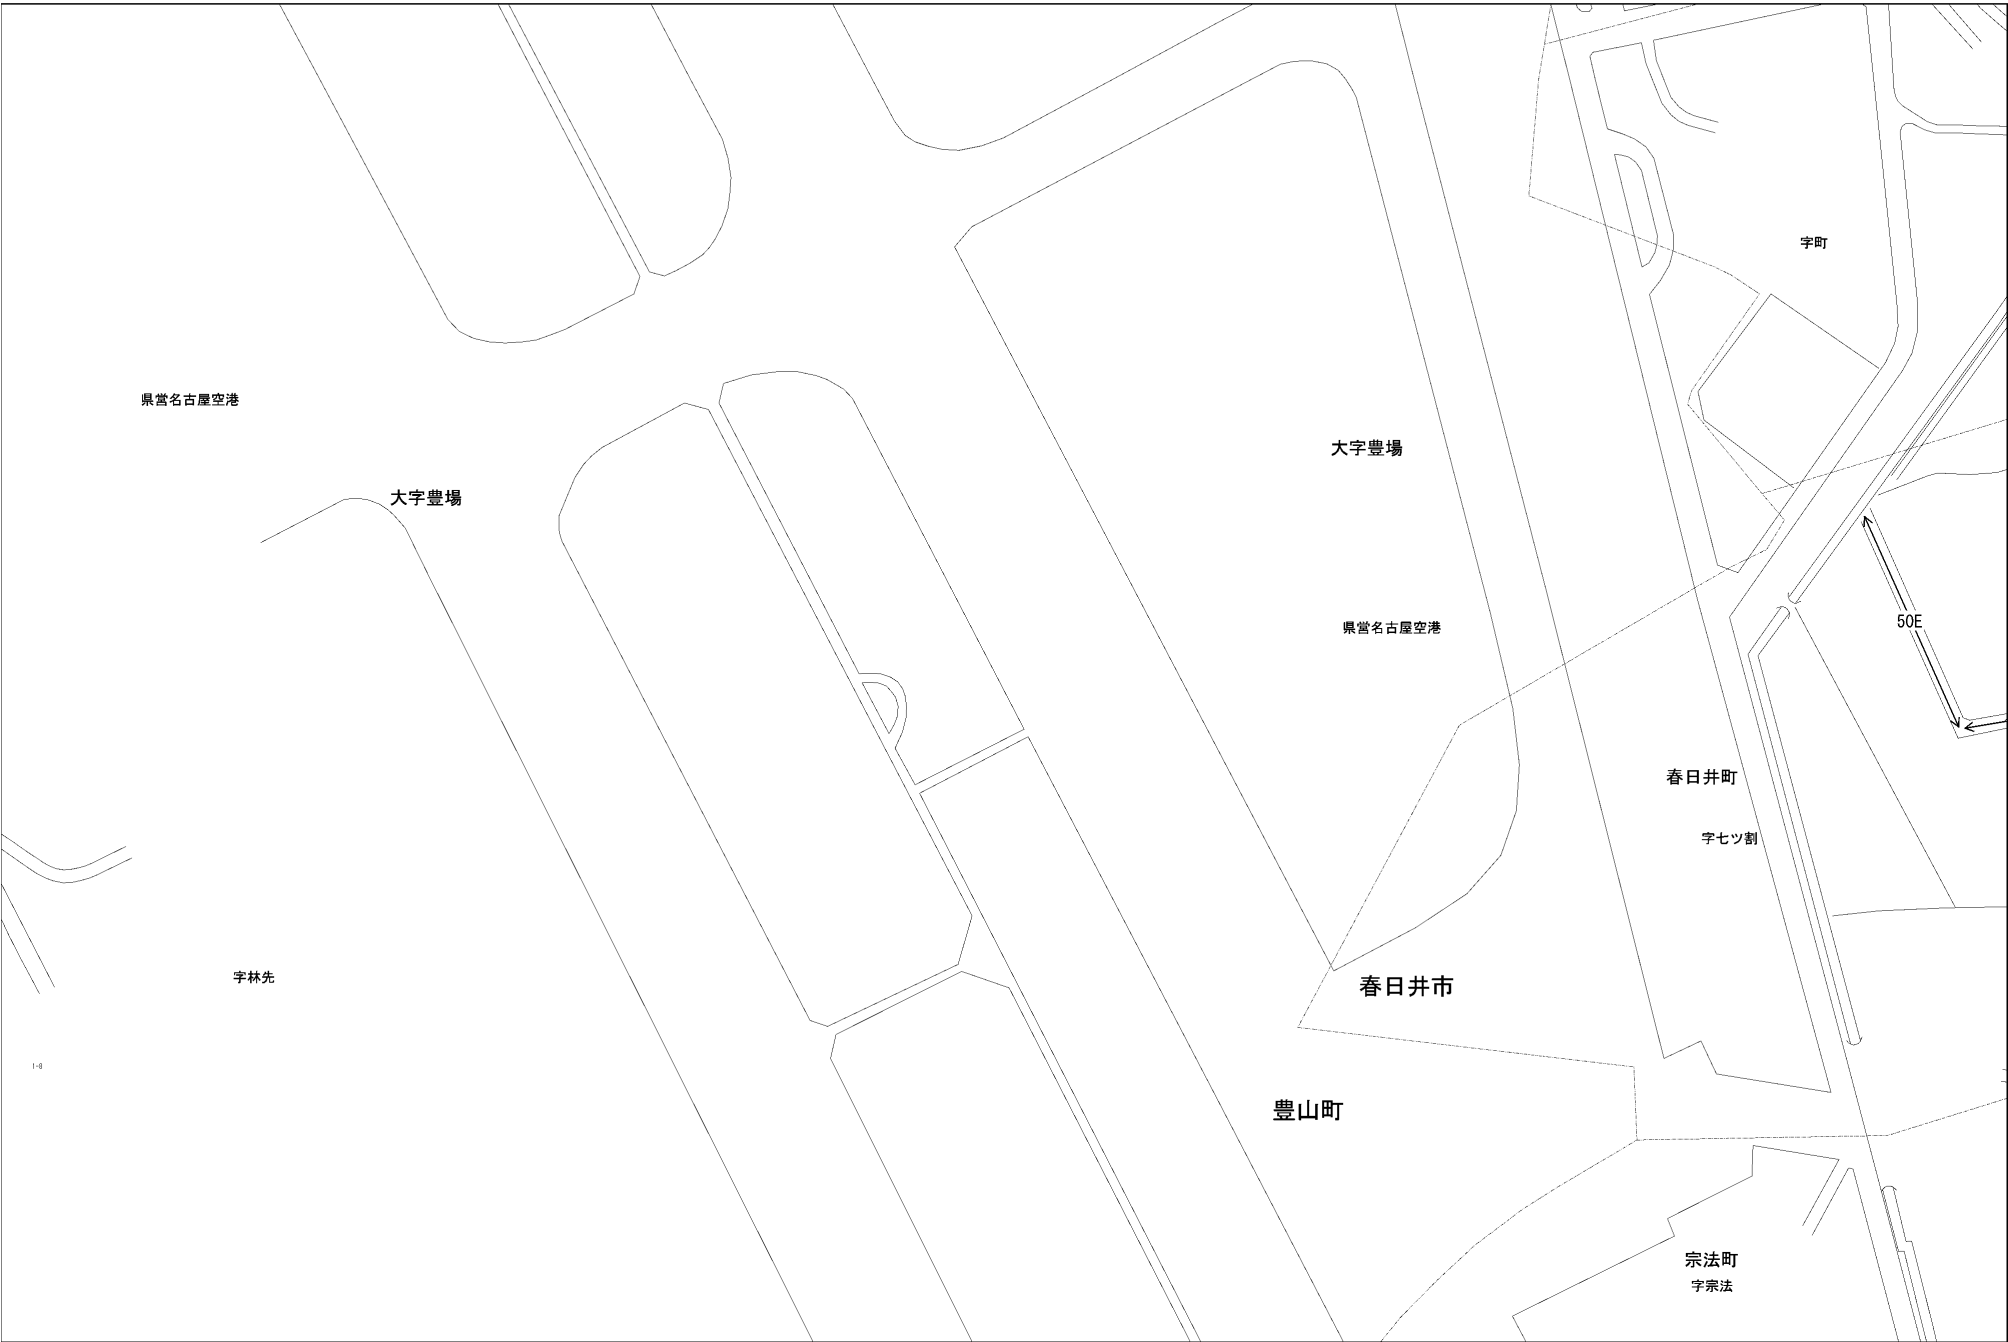 字町
県営名古屋空港
大字豊場
大字豊場
県営名古屋空港
50E
春日井町
字七ツ割
字林先
春日井市
豊山町
宗法町
字宗法